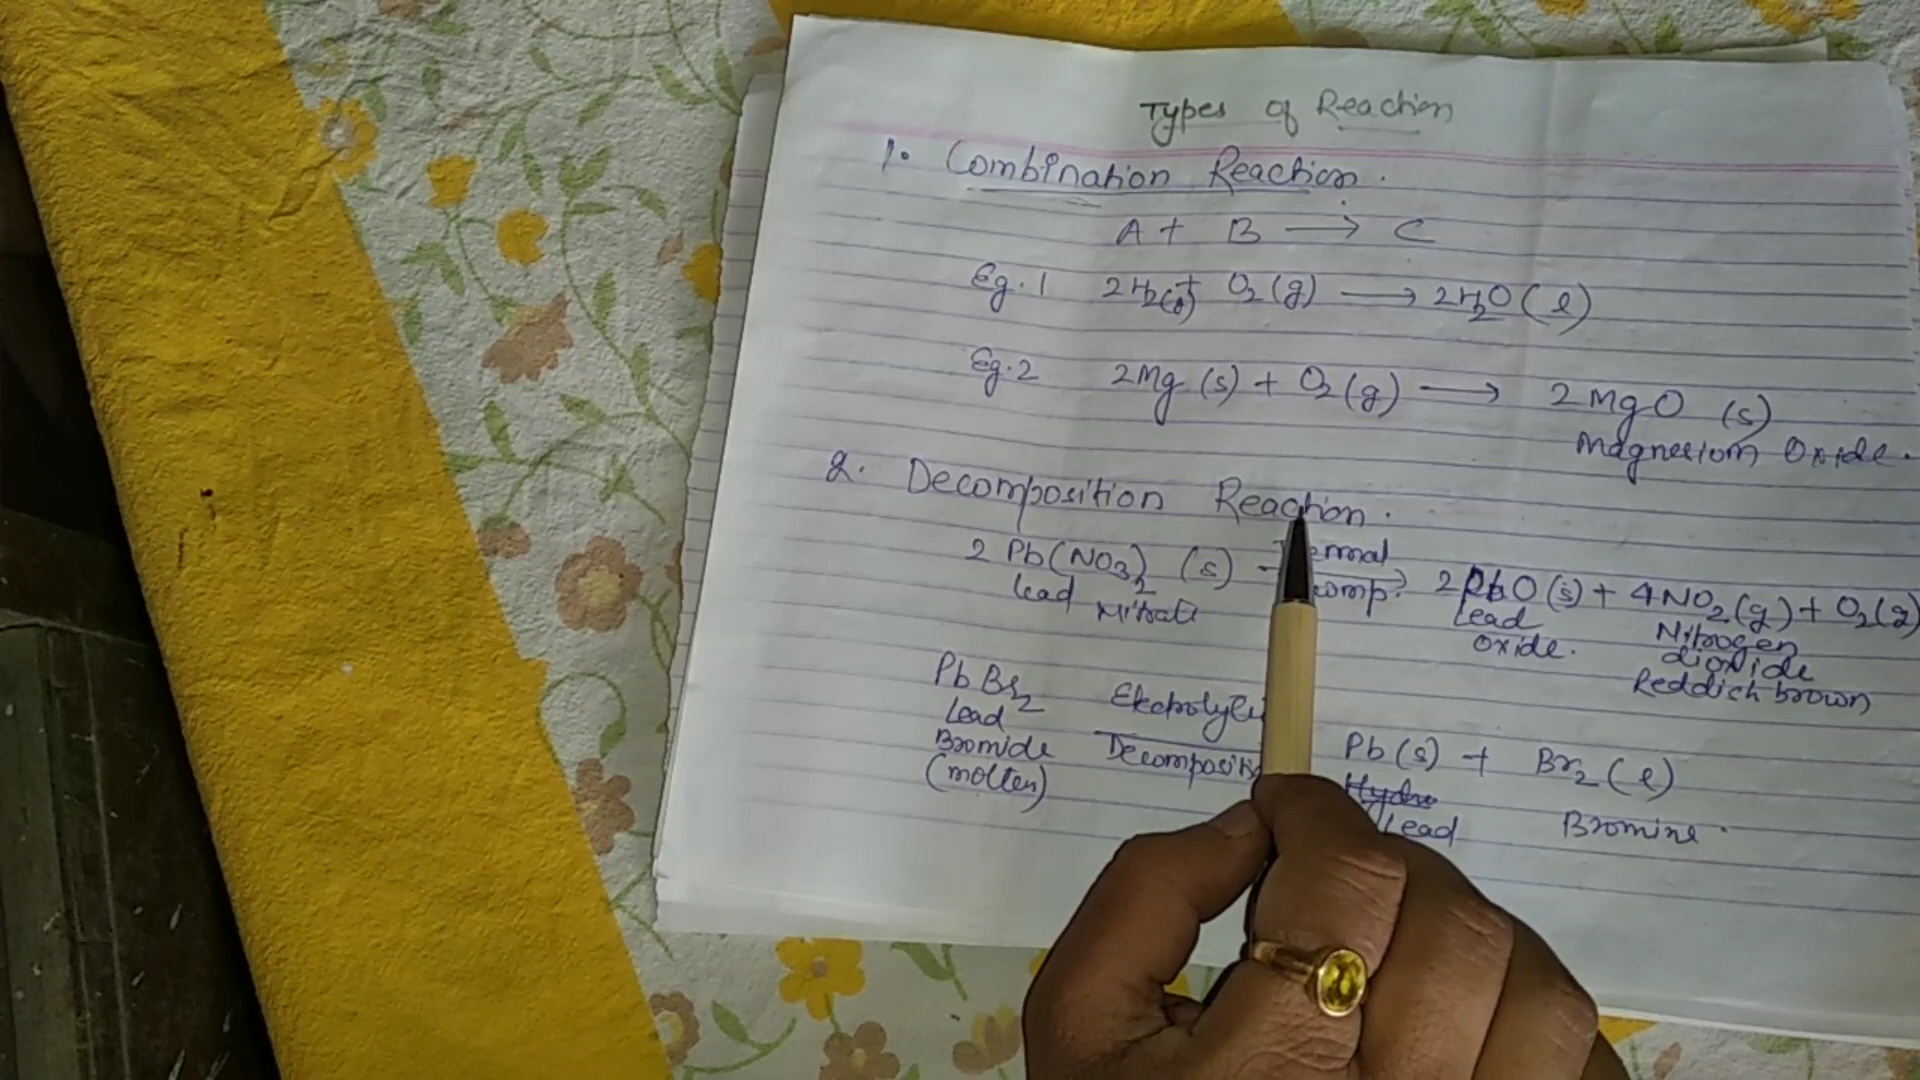 Types of Reaction
1. Combination Reaction.
A + B → C
Eg. 1 2H2(g) + O2(g) → 2H2O(l)
Eg. 2 2Mg(s) + O2(g) → 2MgO (s)
Magnesium Oxide.
2. Decomposition Reaction.
2 Pb(NO3)2 (s) → 2PbO(s) + 4NO2(g) + O2(g)
Lead Nitrate
Lead Oxide.
Nitrogen dioxide
Reddish brown
PbBr2 Pb(s) + Br2(l)
Lead Bromide (molten)
Lead Bromine.